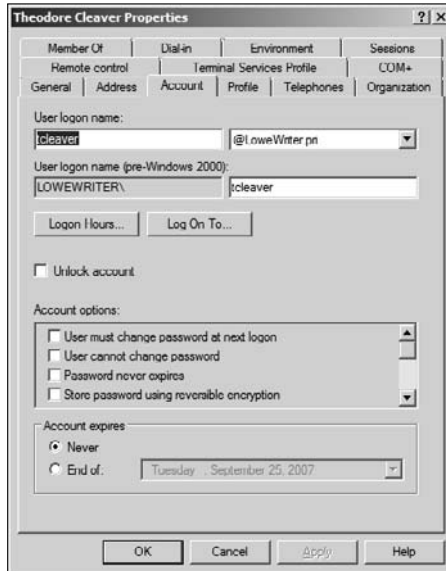 Theodore Cleaver Properties
Member Of Dial-in Environment Sessions
Remote control Terminal Services Profile COM+
General Address Account Profile Telephones Organization
User logon name:
tcleaver @LoweWriter.pri
User logon name (pre-Windows 2000):
LOWEWRITER\ tcleaver
Logon Hours... Log On To...
Unlock account
Account options:
User must change password at next logon
User cannot change password
Password never expires
Store password using reversible encryption
Account expires
Never
End of: Tuesday , September 25, 2007
OK Cancel Apply Help